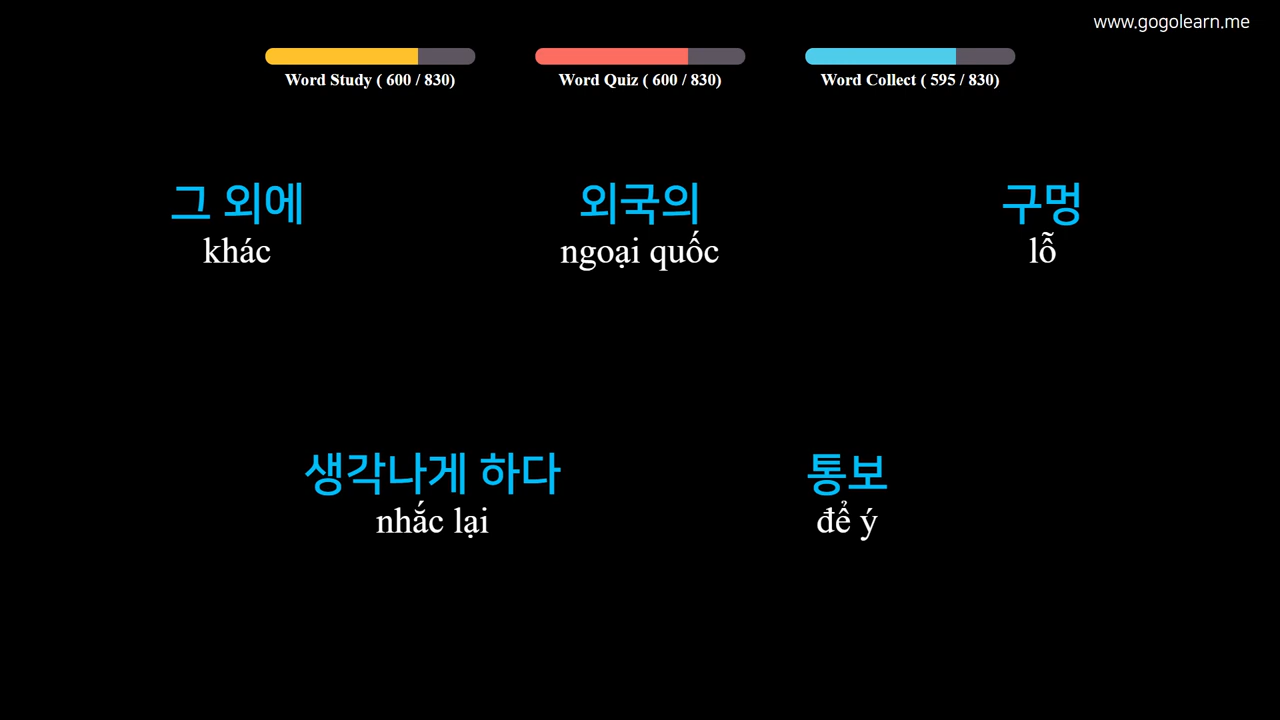 www.gogolearn.me
Word Study ( 600 / 830)
Word Quiz ( 600 / 830)
Word Collect ( 595 / 830)
그 외에
khác
외국의
ngoại quốc
구멍
lỗ
생각나게 하다
nhắc lại
통보
để ý